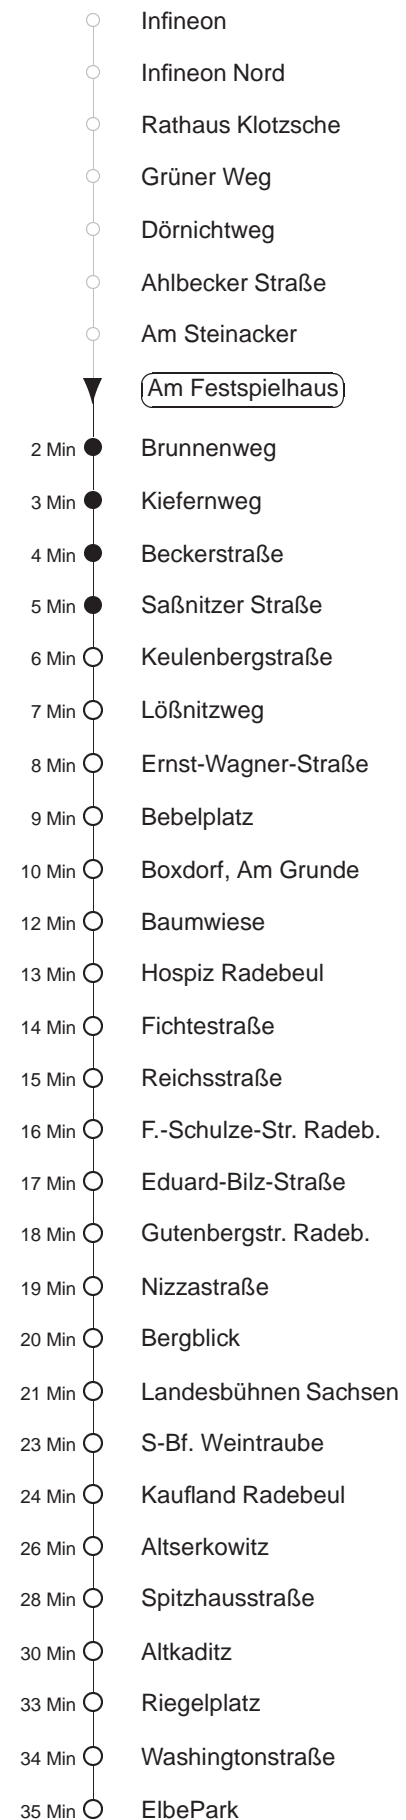 Infineon
Infineon Nord
Rathaus Klotzsche
Grüner Weg
Dörnichtweg
Ahlbecker Straße
Am Steinacker
Am Festspielhaus
2 Min Brunnenweg
3 Min Kiefernweg
4 Min Beckerstraße
5 Min Saßnitzer Straße
6 Min Keulenbergstraße
7 Min Lößnitzweg
8 Min Ernst-Wagner-Straße
9 Min Bebelplatz
10 Min Boxdorf, Am Grunde
12 Min Baumwiese
13 Min Hospiz Radebeul
14 Min Fichtestraße
15 Min Reichsstraße
16 Min F.-Schulze-Str. Radeb.
17 Min Eduard-Bilz-Straße
18 Min Gutenbergstr. Radeb.
19 Min Nizzastraße
20 Min Bergblick
21 Min Landesbühnen Sachsen
23 Min S-Bf. Weintraube
24 Min Kaufland Radebeul
26 Min Altserkowitz
28 Min Spitzhausstraße
30 Min Altkaditz
33 Min Riegelplatz
34 Min Washingtonstraße
35 Min ElbePark